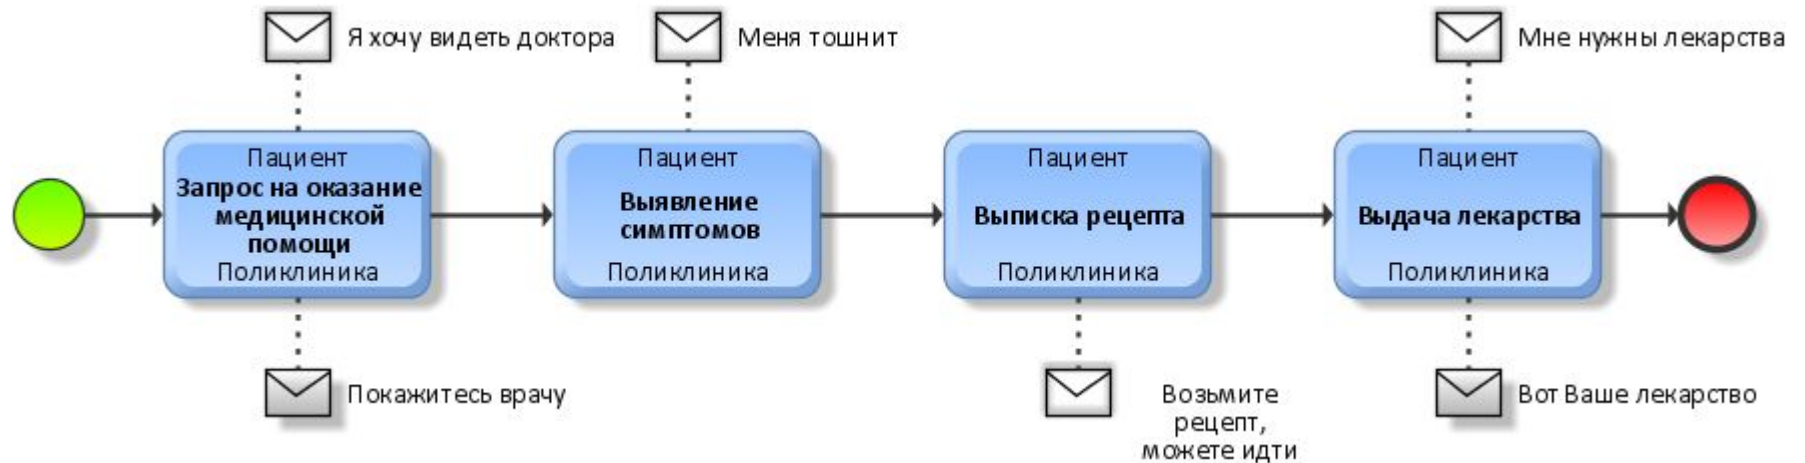 Я хочу видеть доктора
Меня тошнит
Мне нужны лекарства
Пациент
Запрос на оказание
медицинской
помощи
Поликлиника
Пациент
Выявление
симптомов
Поликлиника
Пациент
Выписка рецепта
Поликлиника
Пациент
Выдача лекарства
Поликлиника
Покажитесь врачу
Возьмите
рецепт,
можете идти
Вот Ваше лекарство